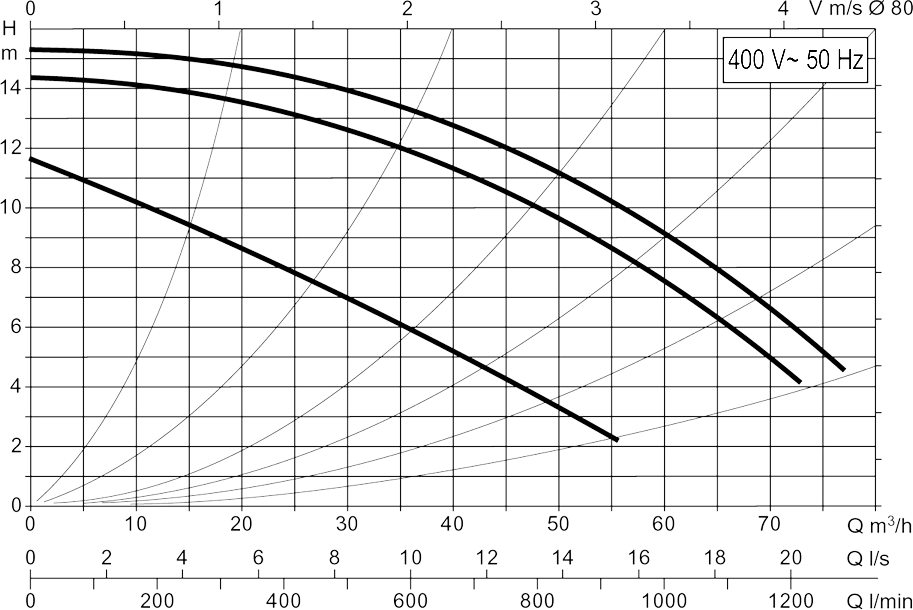 0 1 2 3 4 V m/s Ø 80
H
m
400 V~ 50 Hz
14
12
10
8
6
4
2
0
0 10 20 30 40 50 60 70 Q m³/h
0 2 4 6 8 10 12 14 16 18 20 Q l/s
0 200 400 600 800 1000 1200 Q l/min